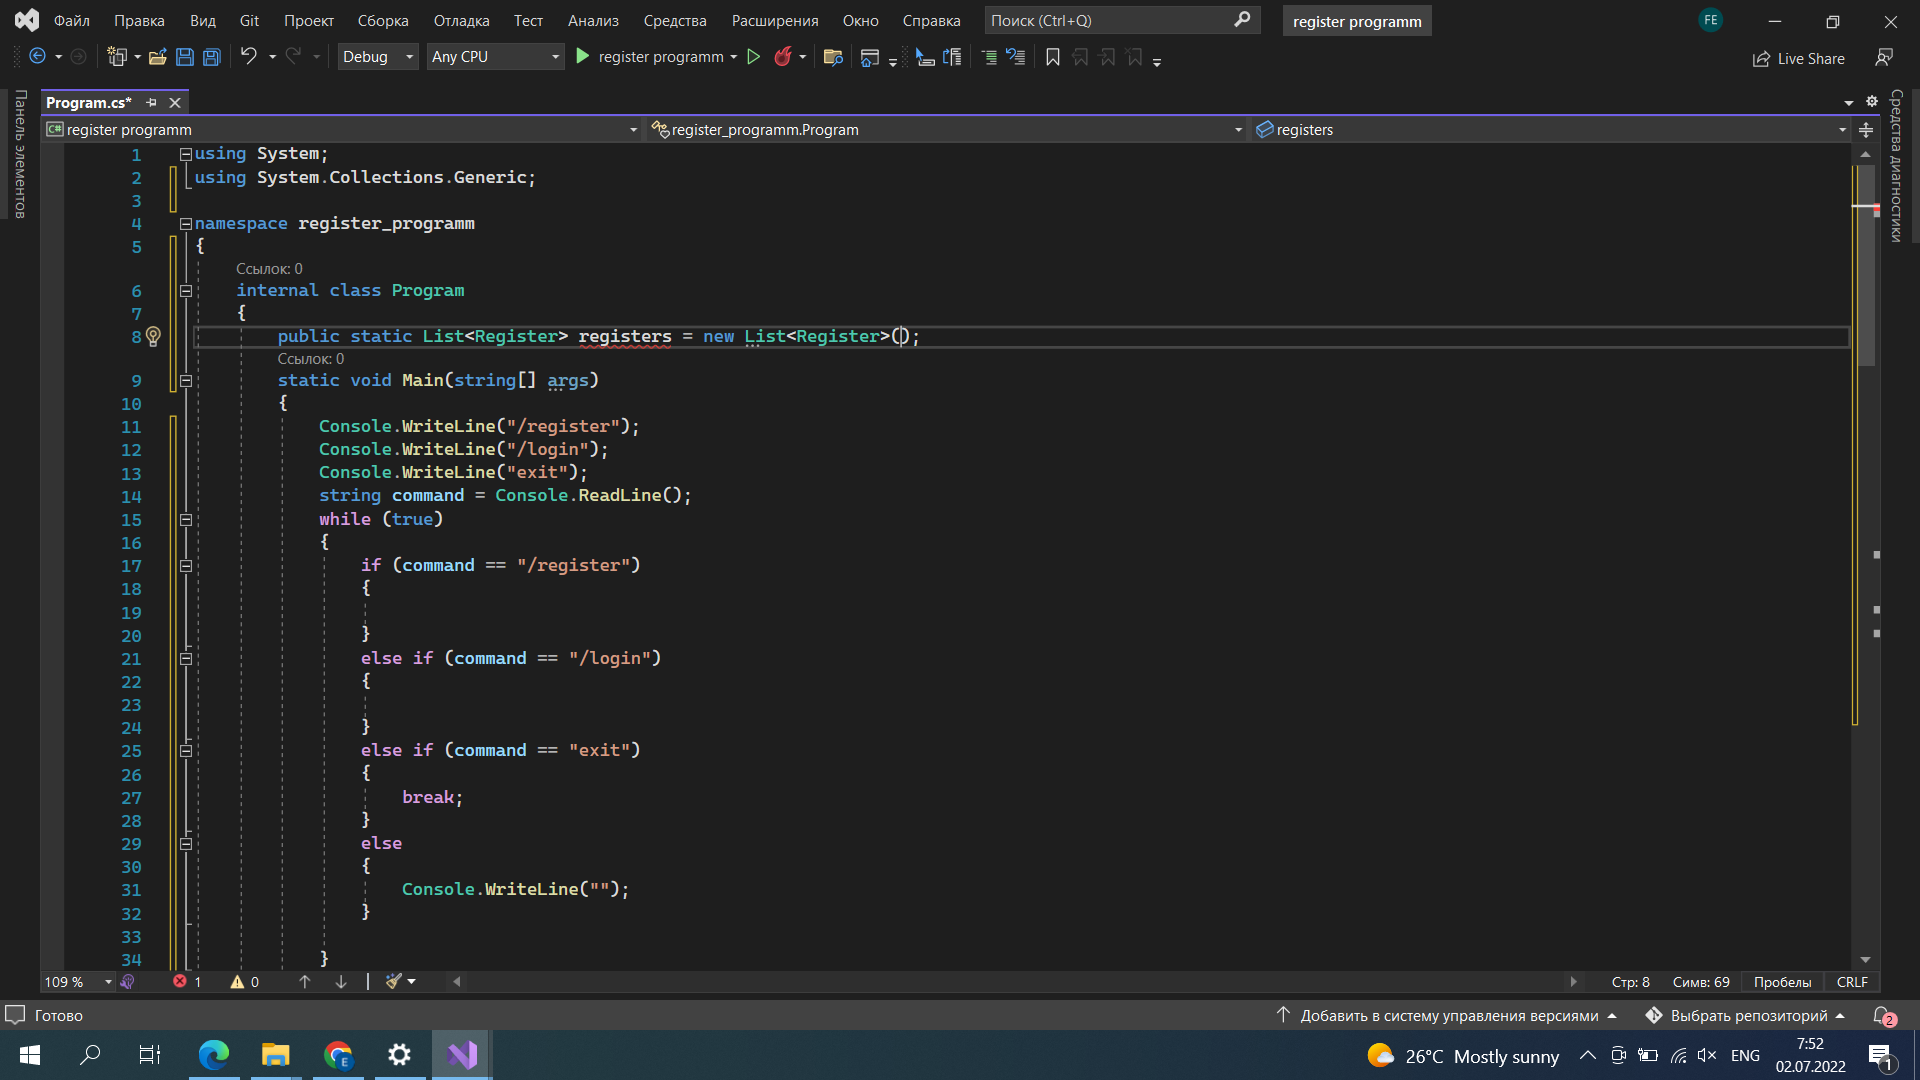 Файл Правка Вид Git Проект Сборка Отладка Тест Анализ Средства Расширения Окно Справка Поиск (Ctrl+Q) register programm FE
Debug Any CPU register programm Live Share
Панель элементов
Program.cs*
Средства диагностики
C# register programm register_programm.Program registers
1 using System;
2 using System.Collections.Generic;
3
4 namespace register_programm
5 {
Ссылок: 0
6 internal class Program
7 {
8 public static List<Register> registers = new List<Register>();
Ссылок: 0
9 static void Main(string[] args)
10 {
11 Console.WriteLine("/register");
12 Console.WriteLine("/login");
13 Console.WriteLine("exit");
14 string command = Console.ReadLine();
15 while (true)
16 {
17 if (command == "/register")
18 {
19
20 }
21 else if (command == "/login")
22 {
23
24 }
25 else if (command == "exit")
26 {
27 break;
28 }
29 else
30 {
31 Console.WriteLine("");
32 }
33
34 }
109 % 1 0 Стр: 8 Симв: 69 Пробелы CRLF
Готово Добавить в систему управления версиями Выбрать репозиторий 2
E 26°C Mostly sunny ENG 7:52
02.07.2022 1